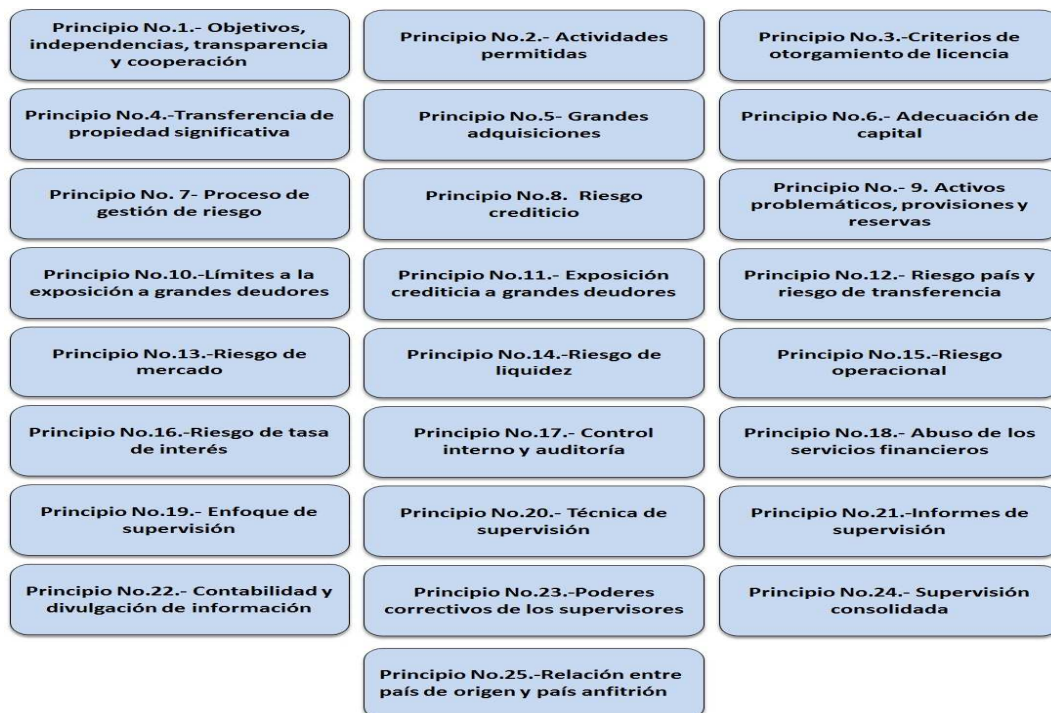 Principio No.1.- Objetivos,
independencias, transparencia
y cooperación
Principio No.2.- Actividades
permitidas
Principio No.3.-Criterios de
otorgamiento de licencia
Principio No.4.-Transferencia de
propiedad significativa
Principio No.5- Grandes
adquisiciones
Principio No.6.- Adecuación de
capital
Principio No. 7- Proceso de
gestión de riesgo
Principio No.8. Riesgo
crediticio
Principio No.- 9. Activos
problemáticos, provisiones y
reservas
Principio No.10.-Límites a la
exposición a grandes deudores
Principio No.11.- Exposición
crediticia a grandes deudores
Principio No.12.- Riesgo país y
riesgo de transferencia
Principio No.13.-Riesgo de
mercado
Principio No.14.-Riesgo de
liquidez
Principio No.15.-Riesgo
operacional
Principio No.16.-Riesgo de tasa
de interés
Principio No.17.- Control
interno y auditoría
Principio No.18.- Abuso de los
servicios financieros
Principio No.19.- Enfoque de
supervisión
Principio No.20.- Técnica de
supervisión
Principio No.21.-Informes de
supervisión
Principio No.22.- Contabilidad y
divulgación de información
Principio No.23.-Poderes
correctivos de los supervisores
Principio No.24.- Supervisión
consolidada
Principio No.25.-Relación entre
país de origen y país anfitrión